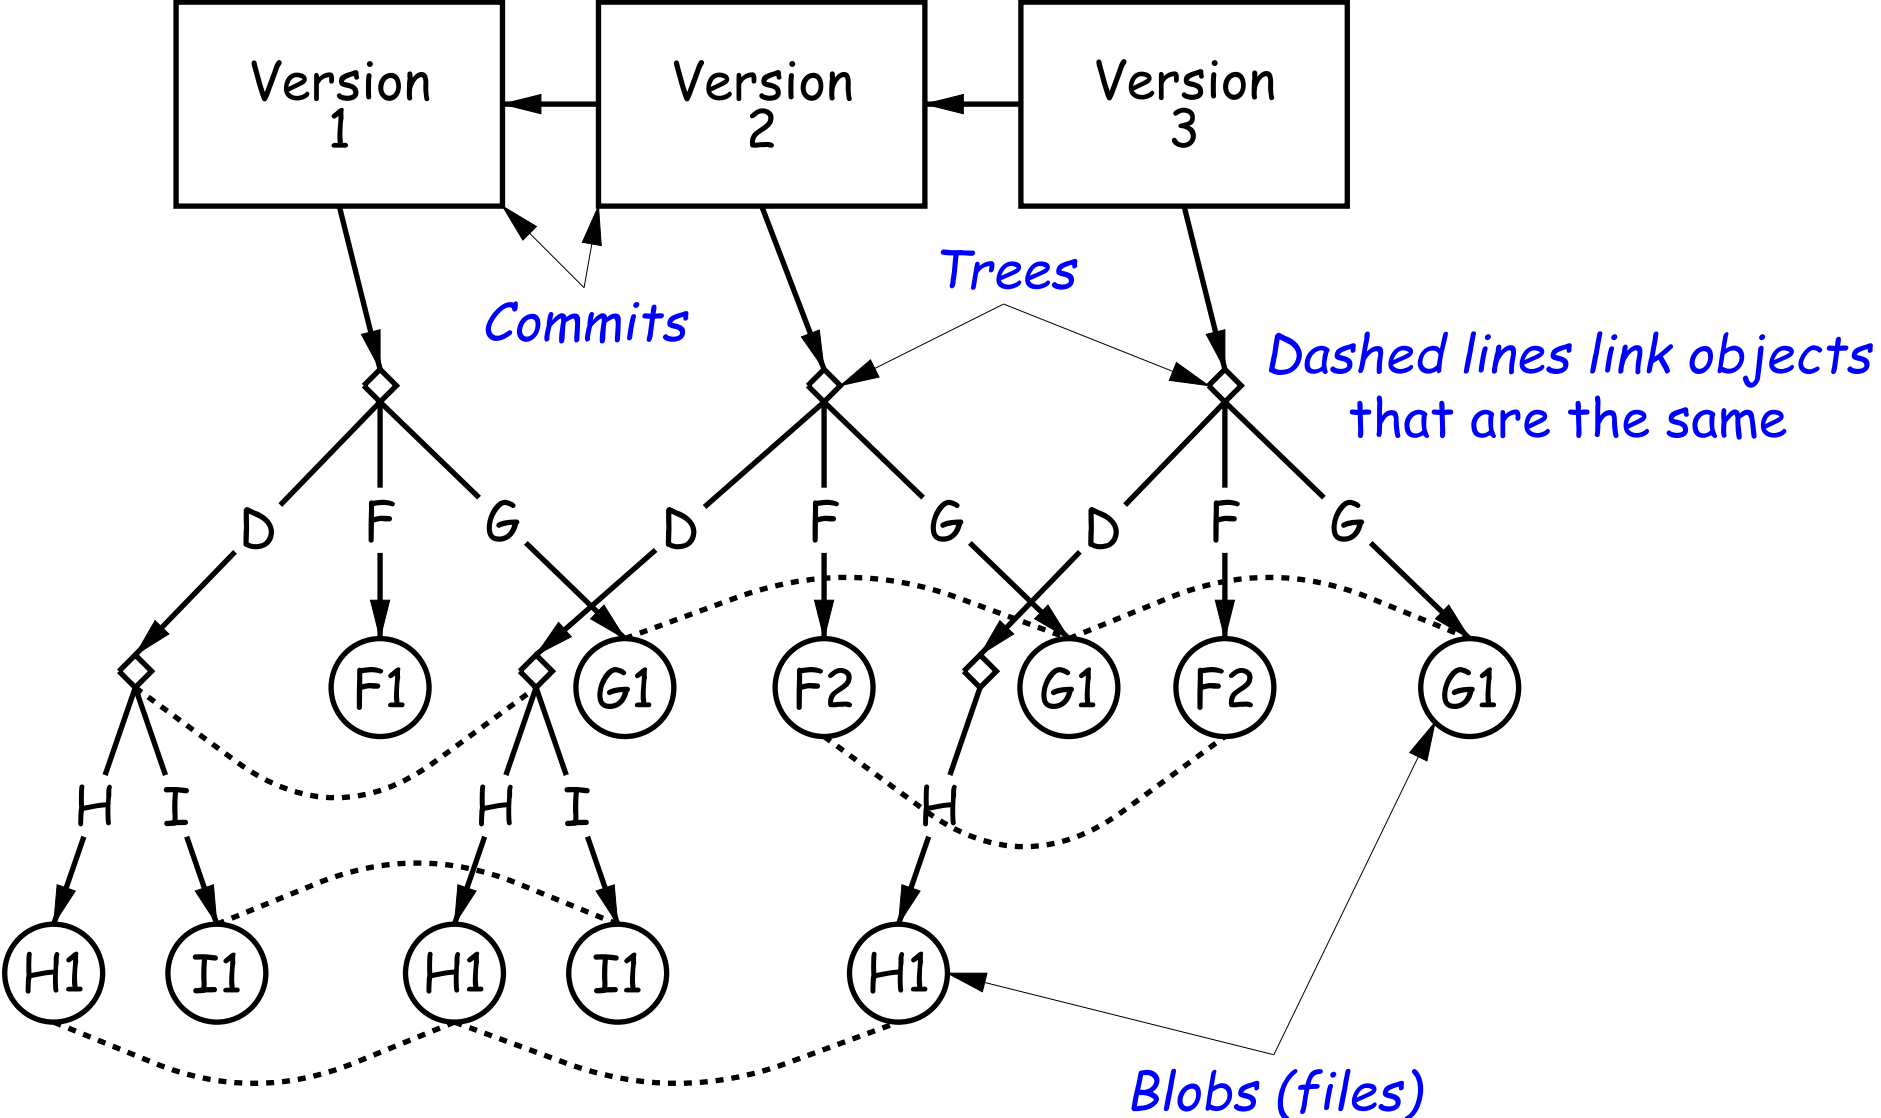 Version
1
Version
2
Version
3
Commits
Trees
Dashed lines link objects
that are the same
D
F
G
D
F
G
D
F
G
F1
G1
F2
G1
F2
G1
H
I
H
I
H
H1
I1
H1
I1
H1
Blobs (files)